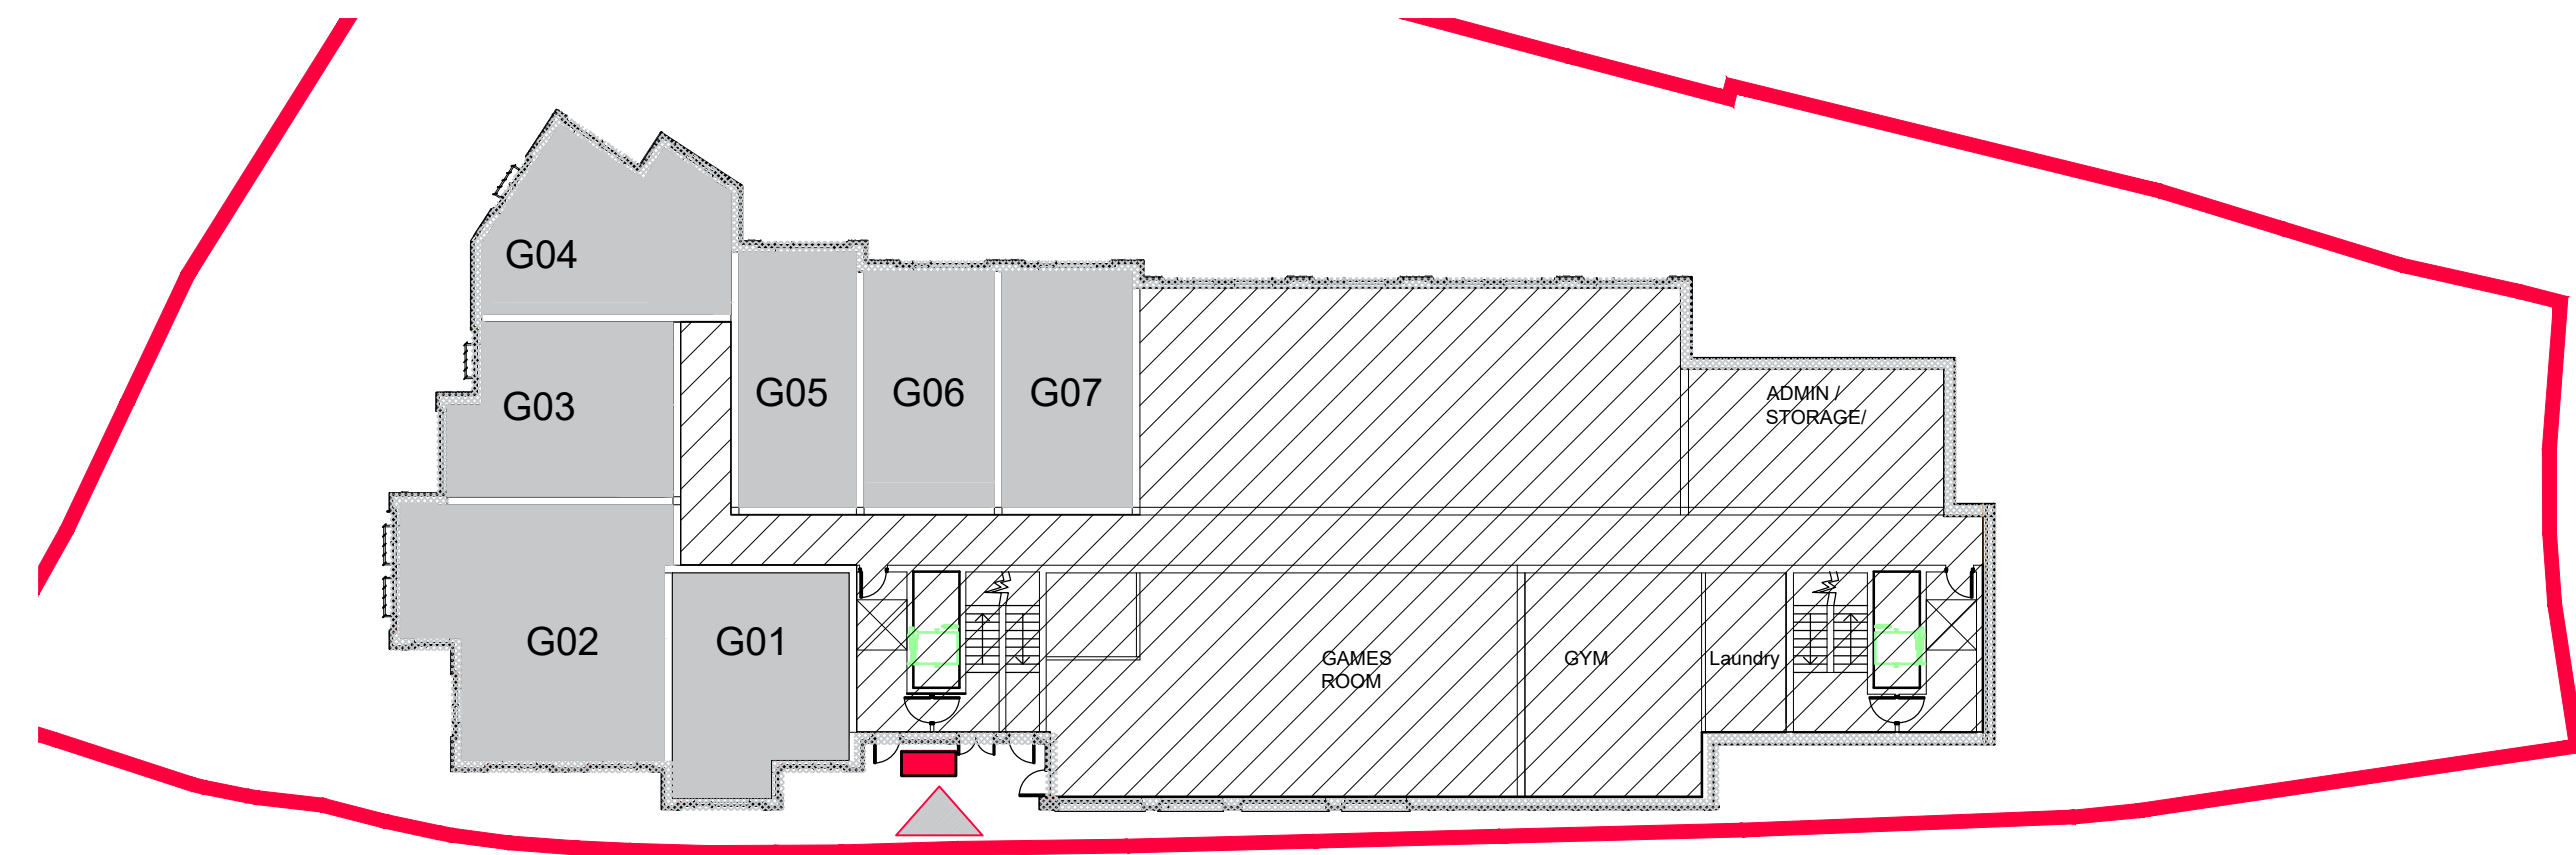 G04
G03
G05
G06
G07
ADMIN /
STORAGE/
G02
G01
GAMES
ROOM
GYM
Laundry